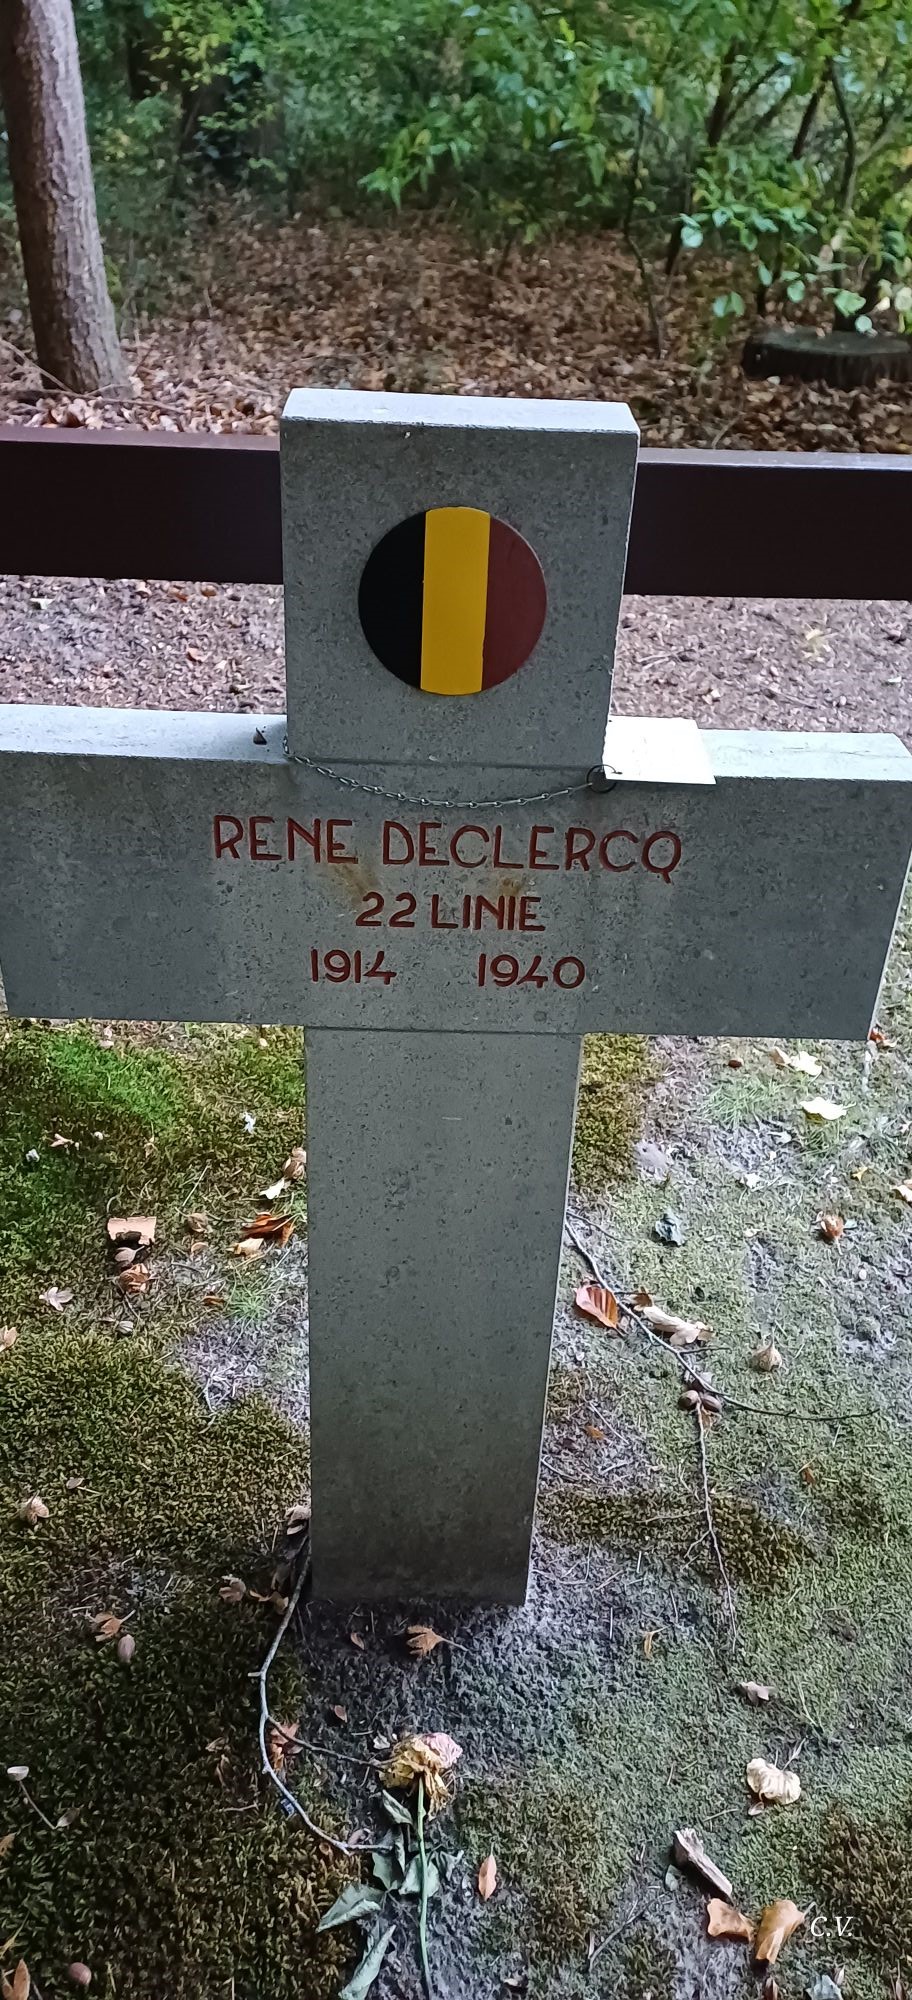 RENE DECLERCQ
22 LINIE
1914 1940
C.V.